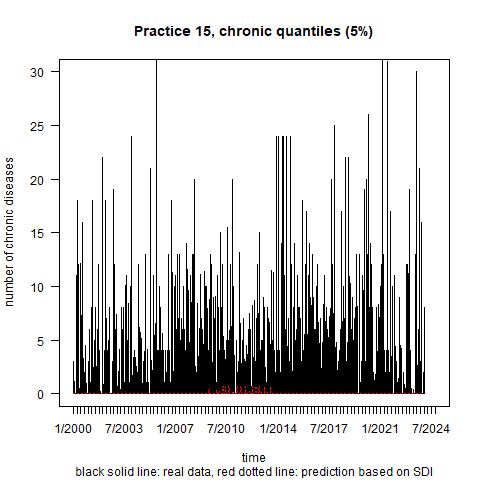 Practice 15, chronic quantiles (5%)
number of chronic diseases
30
25
20
15
10
5
0
1/2000 7/2003 1/2007 7/2010 1/2014 7/2017 1/2021 7/2024
time
black solid line: real data, red dotted line: prediction based on SDI